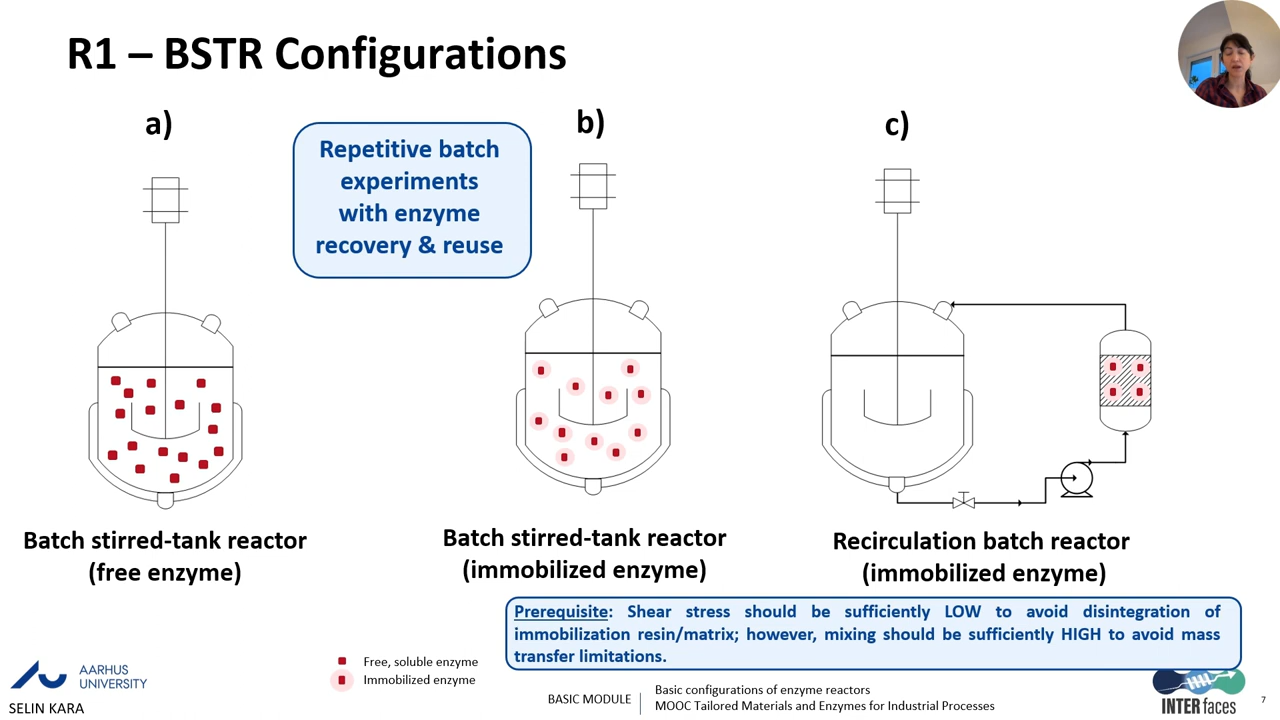 R1 – BSTR Configurations
a)
b)
c)
Repetitive batch
experiments
with enzyme
recovery & reuse
Batch stirred-tank reactor
(free enzyme)
Batch stirred-tank reactor
(immobilized enzyme)
Recirculation batch reactor
(immobilized enzyme)
Prerequisite: Shear stress should be sufficiently LOW to avoid disintegration of
immobilization resin/matrix; however, mixing should be sufficiently HIGH to avoid mass
transfer limitations.
Free, soluble enzyme
Immobilized enzyme
AARHUS
UNIVERSITY
SELIN KARA
BASIC MODULE
Basic configurations of enzyme reactors
MOOC Tailored Materials and Enzymes for Industrial Processes
INTERfaces
7